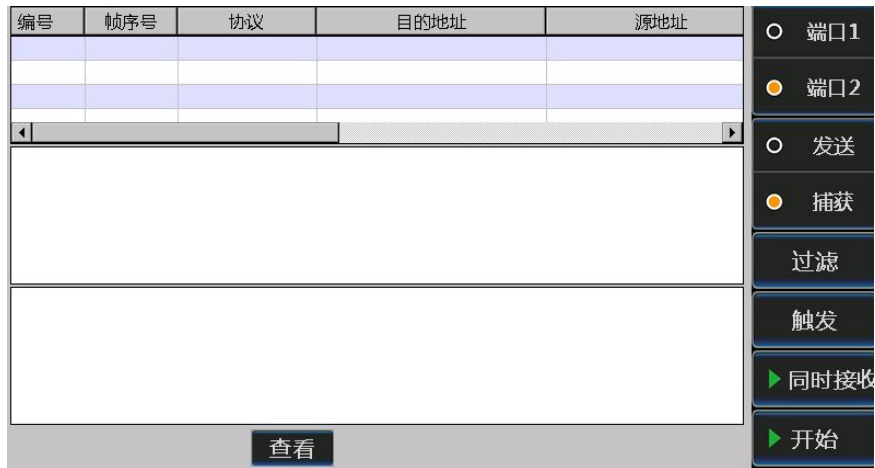 编号 帧序号 协议 目的地址 源地址
端口1
端口2
发送
捕获
过滤
触发
同时接收
开始
查看